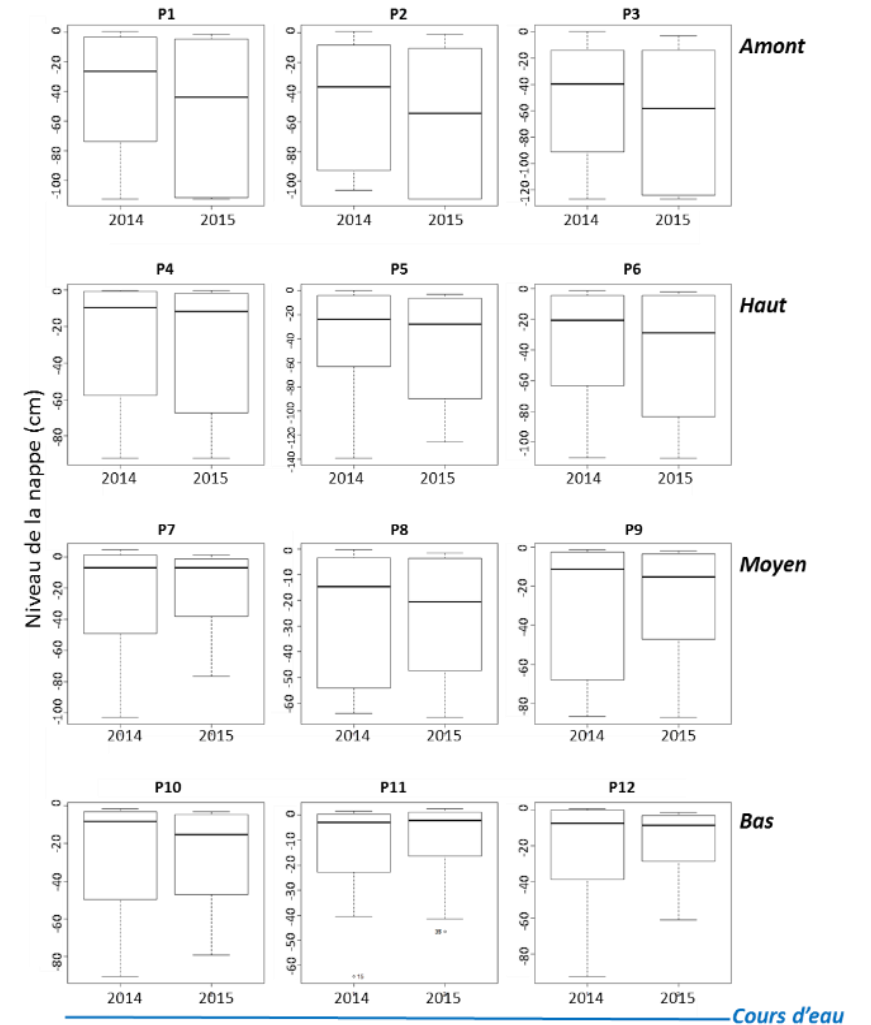 P1 P2 P3
Amont
0 -20 -40 -60 -80 -100
0 -20 -40 -60 -80 -100
0 -20 -40 -60 -80 -100 -120
2014 2015 2014 2015 2014 2015
P4 P5 P6
Haut
0 -20 -40 -60 -80
0 -20 -40 -60 -80 -100 -120 -140
0 -20 -40 -60 -80 -100
2014 2015 2014 2015 2014 2015
Niveau de la nappe (cm)
P7 P8 P9
Moyen
0 -20 -40 -60 -80 -100
0 -10 -20 -30 -40 -50 -60
0 -20 -40 -60 -80
2014 2015 2014 2015 2014 2015
P10 P11 P12
Bas
0 -20 -40 -60 -80
0 -10 -20 -30 -40 -50 -60
0 -20 -40 -60 -80
2014 2015 2014 2015 2014 2015
Cours d'eau